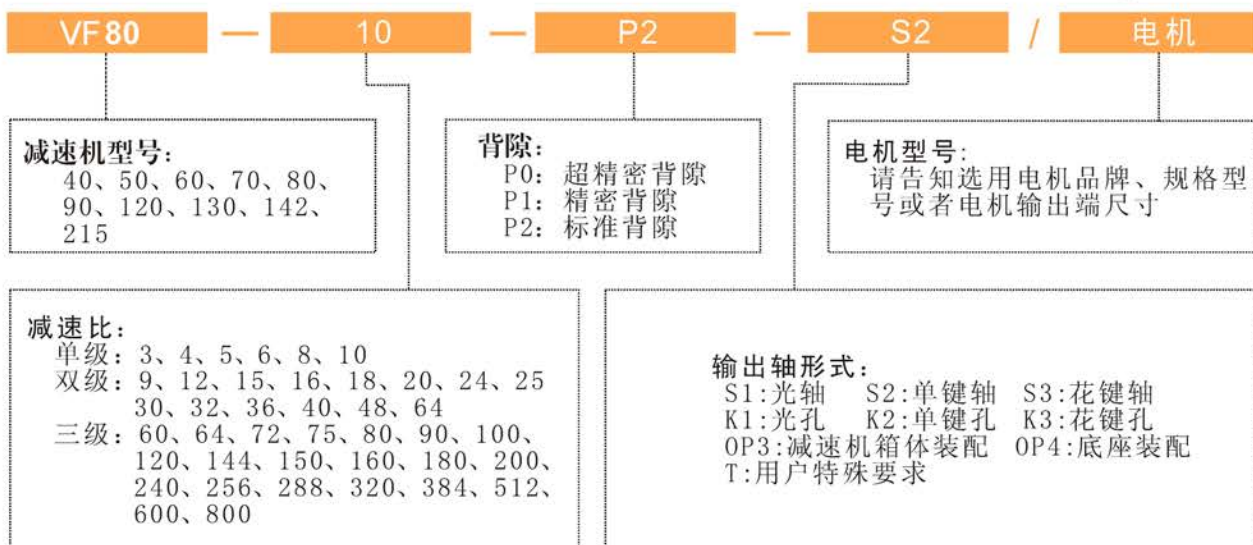 VF80 — 10 — P2 — S2 / 电机
减速机型号：
40、50、60、70、80、
90、120、130、142、
215
背隙：
P0：超精密背隙
P1：精密背隙
P2：标准背隙
电机型号：
请告知选用电机品牌、规格型
号或者电机输出端尺寸
减速比：
单级：3、4、5、6、8、10
双级：9、12、15、16、18、20、24、25
30、32、36、40、48、64
三级：60、64、72、75、80、90、100、
120、144、150、160、180、200、
240、256、288、320、384、512、
600、800
输出轴形式：
S1:光轴 S2:单键轴 S3:花键轴
K1:光孔 K2:单键孔 K3:花键孔
OP3:减速机箱体装配 OP4:底座装配
T:用户特殊要求